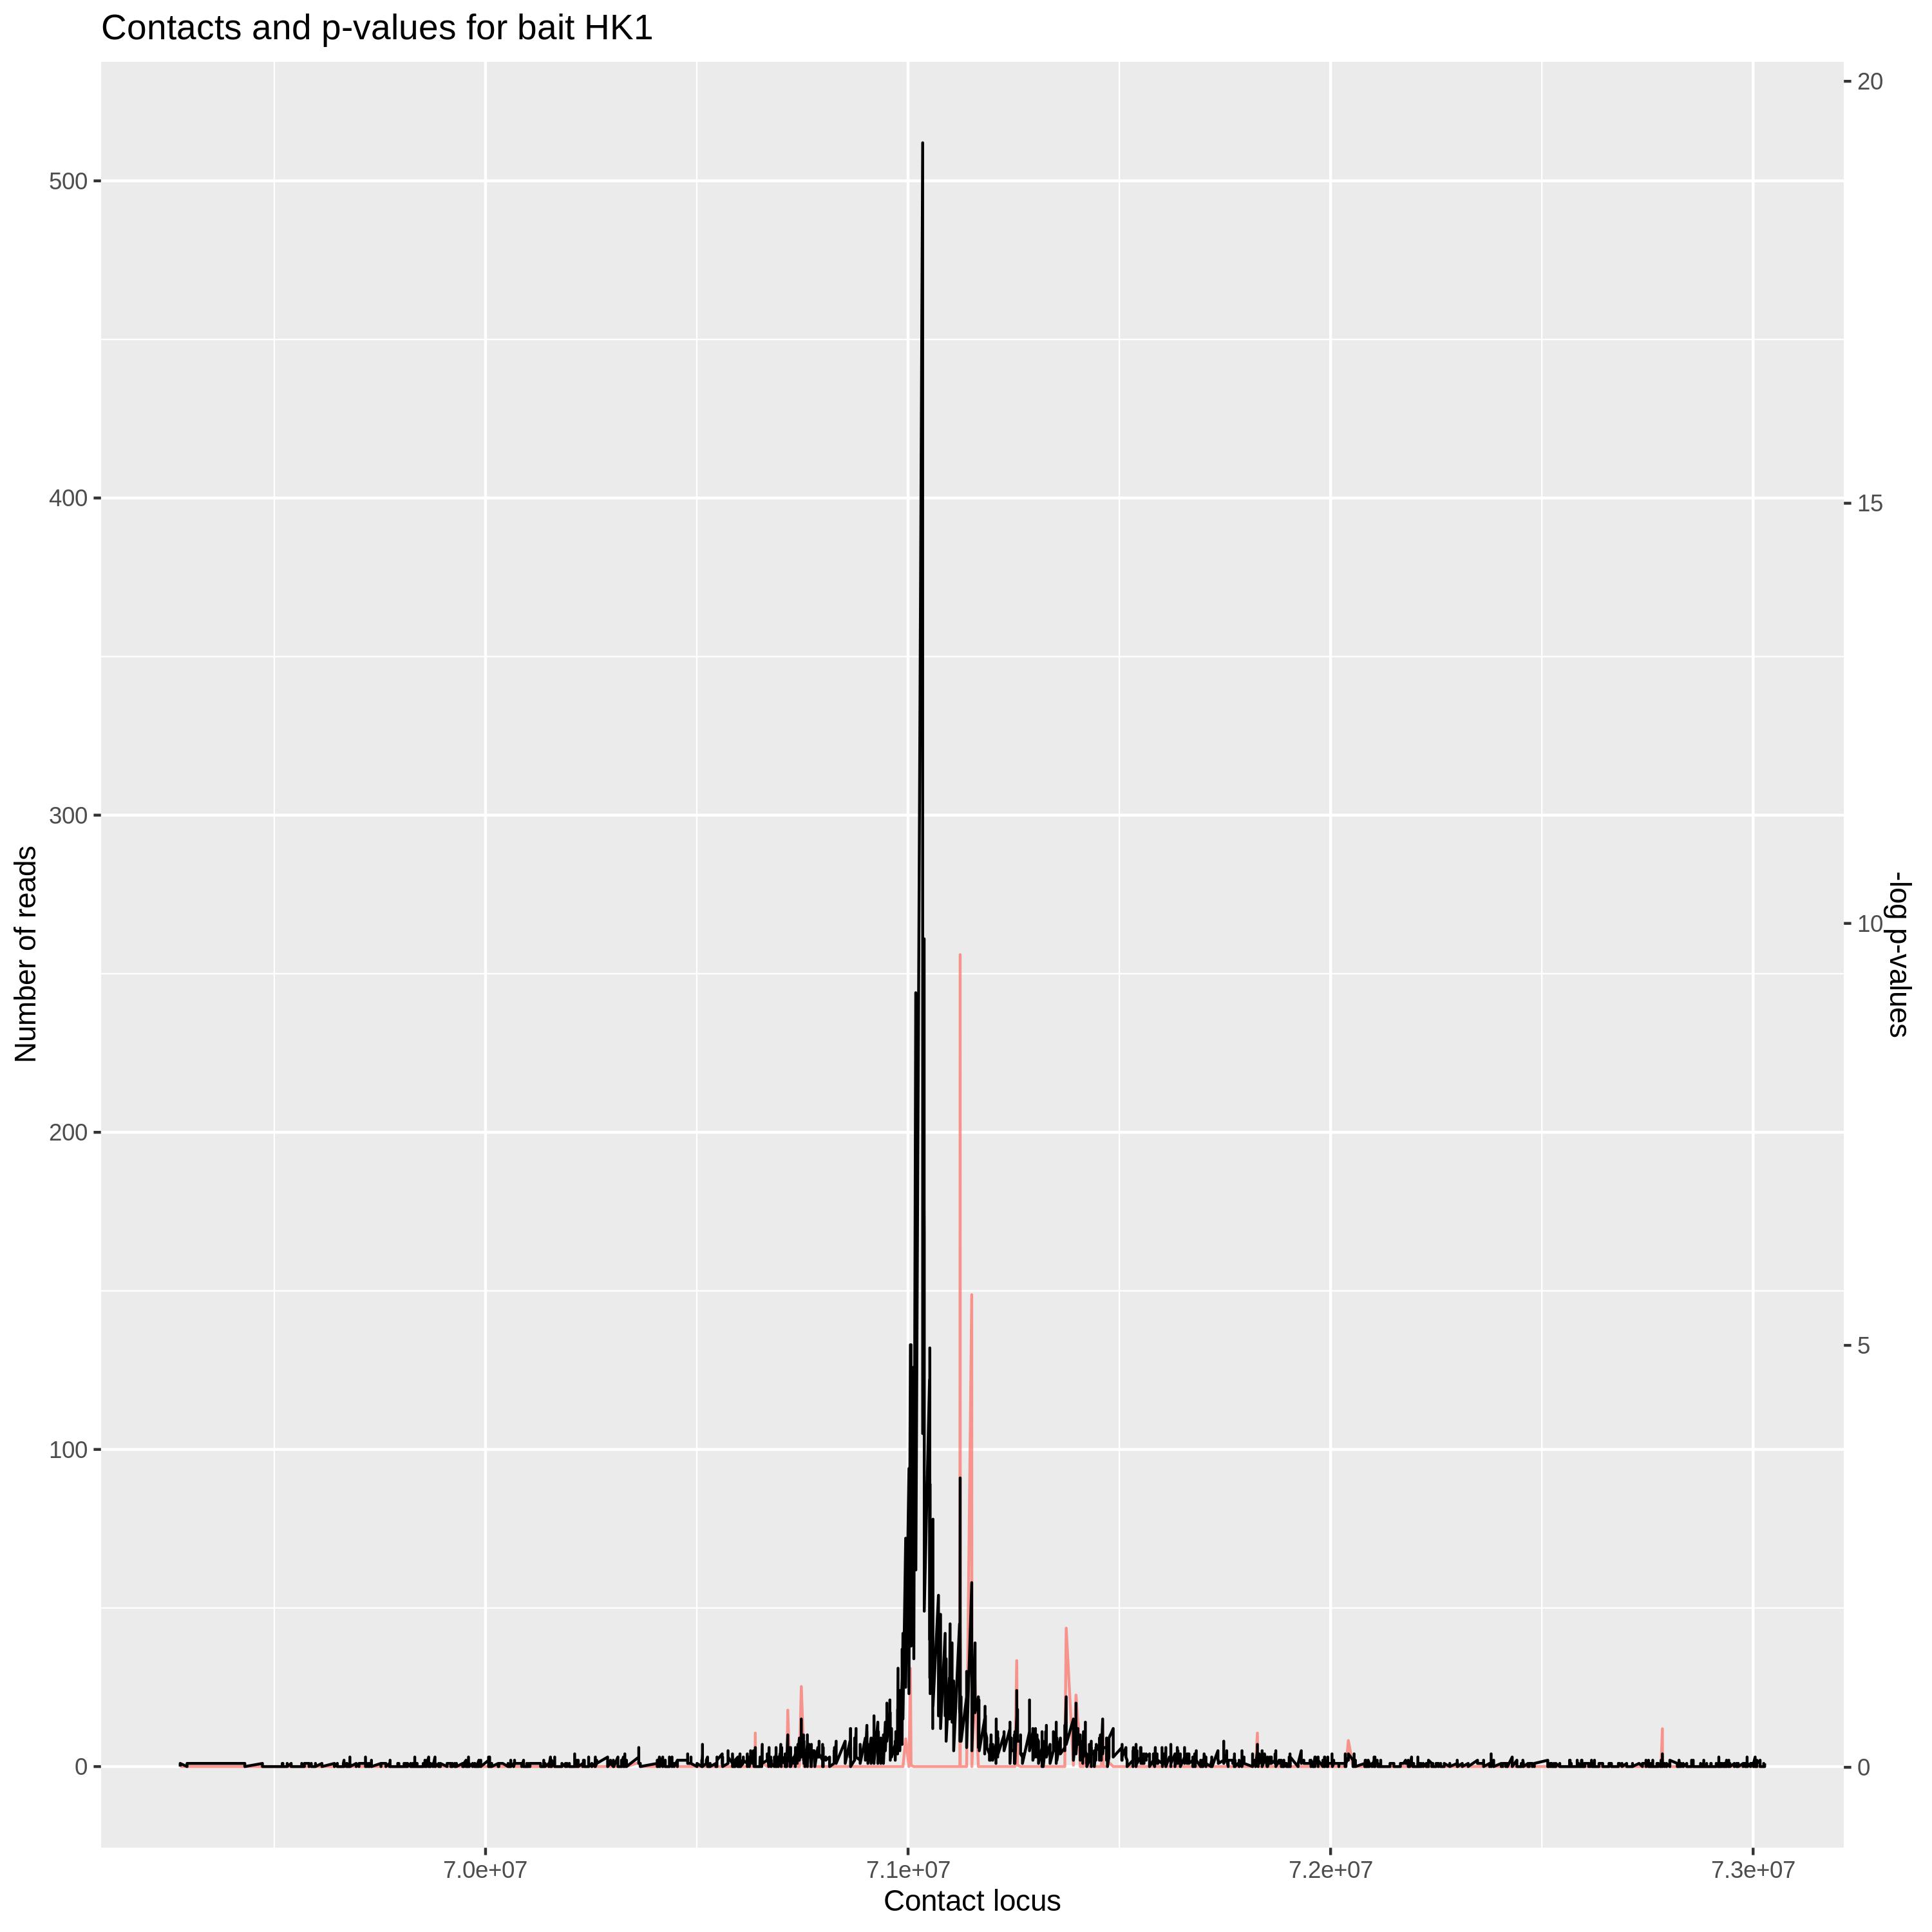 Contacts and p-values for bait HK1
500
400
300
200
100
0
Number of reads
20
15
10
5
0
-log p-values
7.0e+07
7.1e+07
7.2e+07
7.3e+07
Contact locus